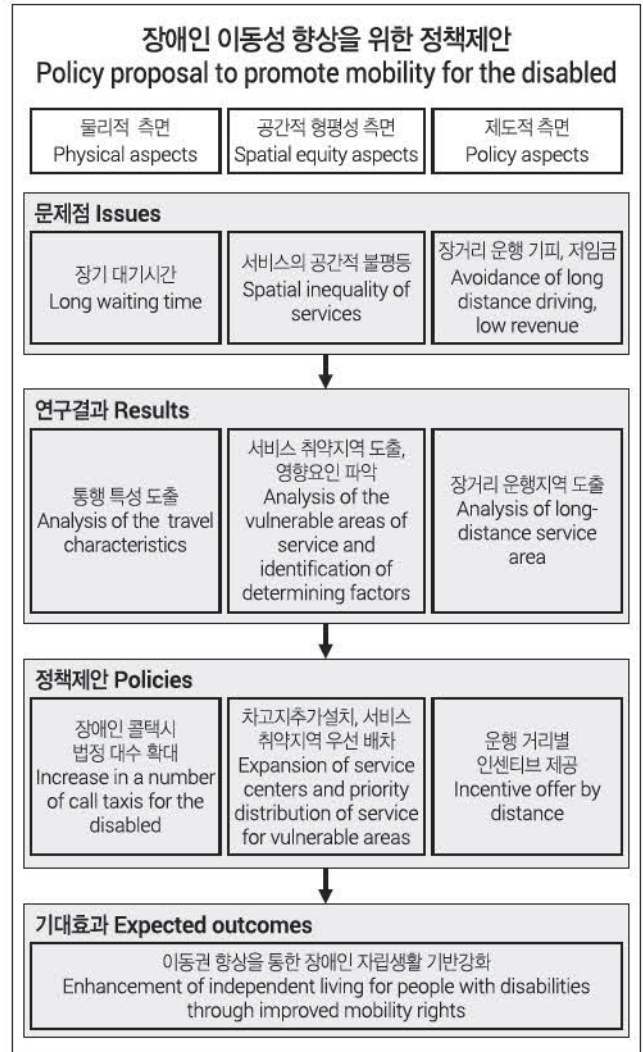 장애인 이동성 향상을 위한 정책제안
Policy proposal to promote mobility for the disabled
물리적 측면
Physical aspects
공간적 형평성 측면
Spatial equity aspects
제도적 측면
Policy aspects
문제점 Issues
장기 대기시간
Long waiting time
서비스의 공간적 불평등
Spatial inequality of
services
장거리 운행 기피, 저임금
Avoidance of long
distance driving,
low revenue
연구결과 Results
통행 특성 도출
Analysis of the travel
characteristics
서비스 취약지역 도출,
영향요인 파악
Analysis of the
vulnerable areas of
service and
identification of
determining factors
장거리 운행지역 도출
Analysis of long-
distance service
area
정책제안 Policies
장애인 콜택시
법정 대수 확대
Increase in a number
of call taxis for the
disabled
차고지추가설치, 서비스
취약지역 우선 배차
Expansion of service
centers and priority
distribution of service
for vulnerable areas
운행 거리별
인센티브 제공
Incentive offer by
distance
기대효과 Expected outcomes
이동권 향상을 통한 장애인 자립생활 기반강화
Enhancement of independent living for people with disabilities
through improved mobility rights